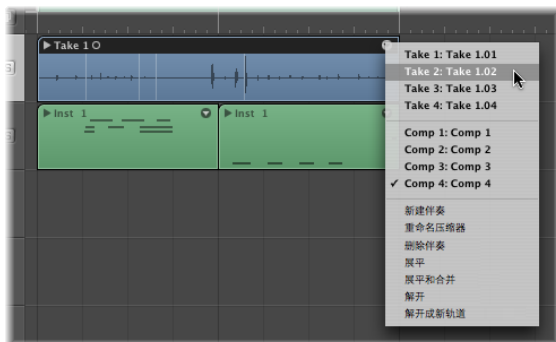 Take 1
Inst 1
Inst 1
Take 1: Take 1.01
Take 2: Take 1.02
Take 3: Take 1.03
Take 4: Take 1.04
Comp 1: Comp 1
Comp 2: Comp 2
Comp 3: Comp 3
✓ Comp 4: Comp 4
新建伴奏
重命名压缩器
删除伴奏
展平
展平和合并
解开
解开成新轨道